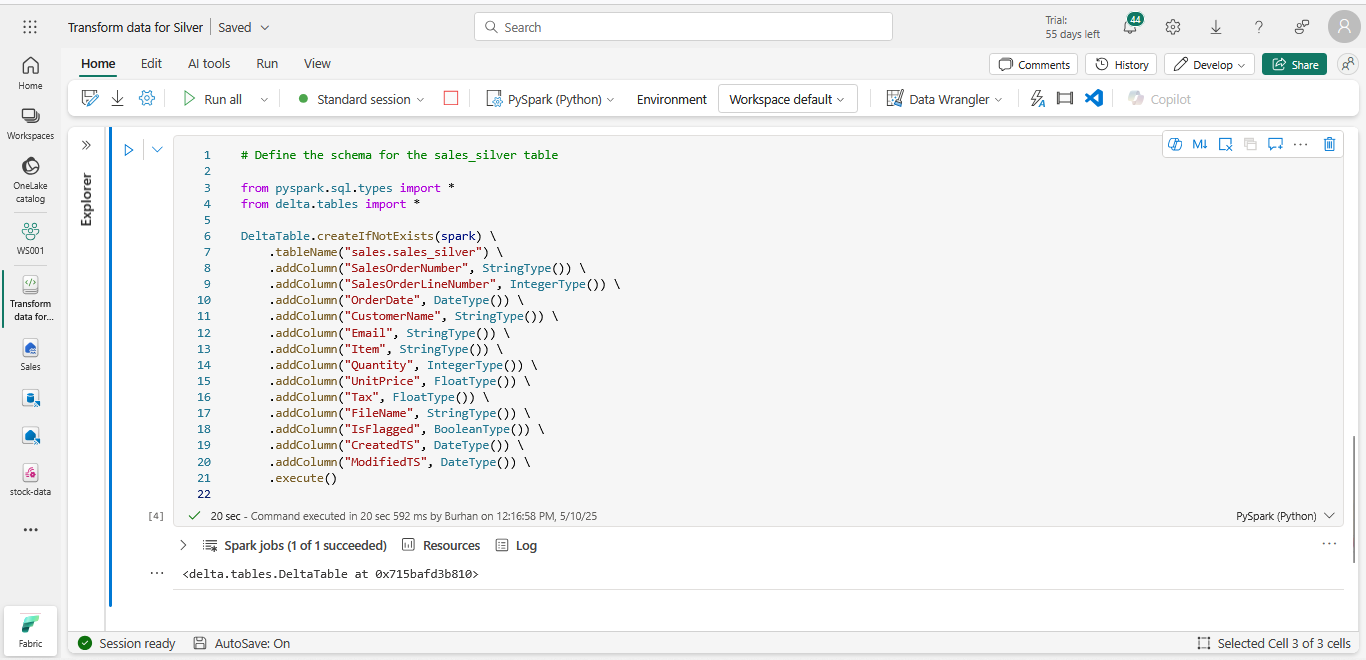 Transform data for Silver | Saved
Search
Trial:
55 days left
44
Home Edit AI tools Run View
Comments History Develop Share
Run all Standard session PySpark (Python) Environment Workspace default Data Wrangler Copilot
Home
Workspaces
OneLake
catalog
WS001
Transform
data for...
Sales
stock-data
Fabric
Explorer
M↓
1 # Define the schema for the sales_silver table
2
3 from pyspark.sql.types import *
4 from delta.tables import *
5
6 DeltaTable.createIfNotExists(spark) \
7 .tableName("sales.sales_silver") \
8 .addColumn("SalesOrderNumber", StringType()) \
9 .addColumn("SalesOrderLineNumber", IntegerType()) \
10 .addColumn("OrderDate", DateType()) \
11 .addColumn("CustomerName", StringType()) \
12 .addColumn("Email", StringType()) \
13 .addColumn("Item", StringType()) \
14 .addColumn("Quantity", IntegerType()) \
15 .addColumn("UnitPrice", FloatType()) \
16 .addColumn("Tax", FloatType()) \
17 .addColumn("FileName", StringType()) \
18 .addColumn("IsFlagged", BooleanType()) \
19 .addColumn("CreatedTS", DateType()) \
20 .addColumn("ModifiedTS", DateType()) \
21 .execute()
22
[4] 20 sec - Command executed in 20 sec 592 ms by Burhan on 12:16:58 PM, 5/10/25 PySpark (Python)
Spark jobs (1 of 1 succeeded) Resources Log
<delta.tables.DeltaTable at 0x715bafd3b810>
Session ready AutoSave: On Selected Cell 3 of 3 cells